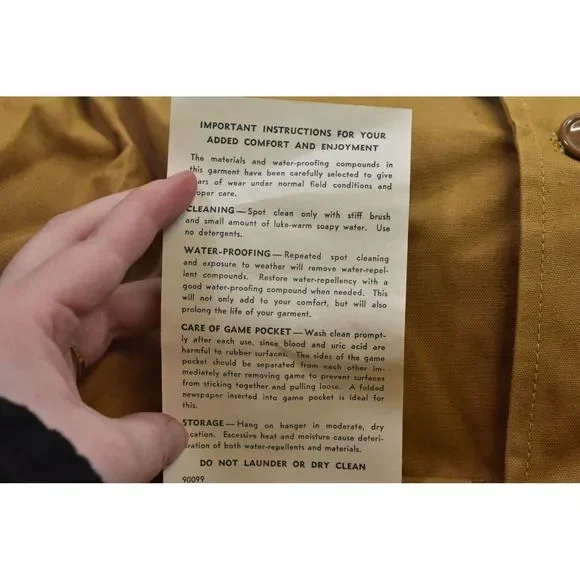 IMPORTANT INSTRUCTIONS FOR YOUR
ADDED COMFORT AND ENJOYMENT
The materials and water-proofing compounds in
this garment have been carefully selected to give
ears of wear under normal field conditions and
oper care.
CLEANING — Spot clean only with stiff brush
and small amount of luke-warm soapy water. Use
no detergents.
WATER-PROOFING — Repeated spot cleaning
and exposure to weather will remove water-repel-
lent compounds. Restore water-repellency with a
good water-proofing compound when needed. This
will not only add to your comfort, but will also
prolong the life of your garment.
CARE OF GAME POCKET — Wash clean prompt-
ly after each use, since blood and uric acid are
harmful to rubber surfaces. The sides of the game
pocket should be separated from each other im-
mediately after removing game to prevent surfaces
from sticking together and pulling loose. A folded
newspaper inserted into game pocket is ideal for
this.
STORAGE — Hang on hanger in moderate, dry
location. Excessive heat and moisture cause deteri-
oration of both water-repellents and materials.
DO NOT LAUNDER OR DRY CLEAN
90099